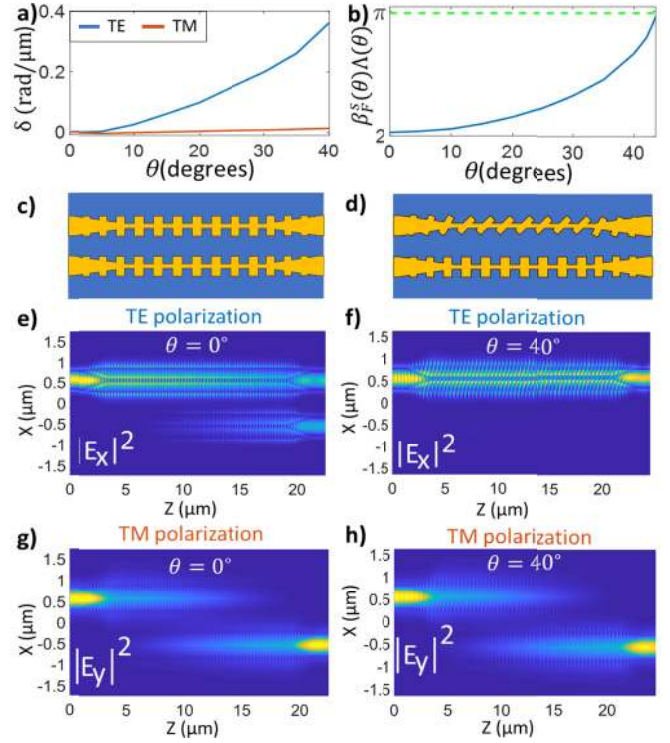 a)
b)
TE TM
δ (rad/μm)
0.4
0.2
0
0 10 20 30 40
θ(degrees)
β_F^s(θ)Λ(θ)
π
2
0 10 20 30 40
θ(degrees)
c)
d)
e) TE polarization
θ = 0°
|E_x|^2
X (μm)
1.5
1
0.5
0
-0.5
-1
-1.5
0 5 10 15 20
Z (μm)
f) TE polarization
θ = 40°
|E_x|^2
X (μm)
1.5
1
0.5
0
-0.5
-1
-1.5
0 5 10 15 20
Z (μm)
g) TM polarization
θ = 0°
|E_y|^2
X (μm)
1.5
1
0.5
0
-0.5
-1
-1.5
0 5 10 15 20
Z (μm)
h) TM polarization
θ = 40°
|E_y|^2
X (μm)
1.5
1
0.5
0
-0.5
-1
-1.5
0 5 10 15 20
Z (μm)